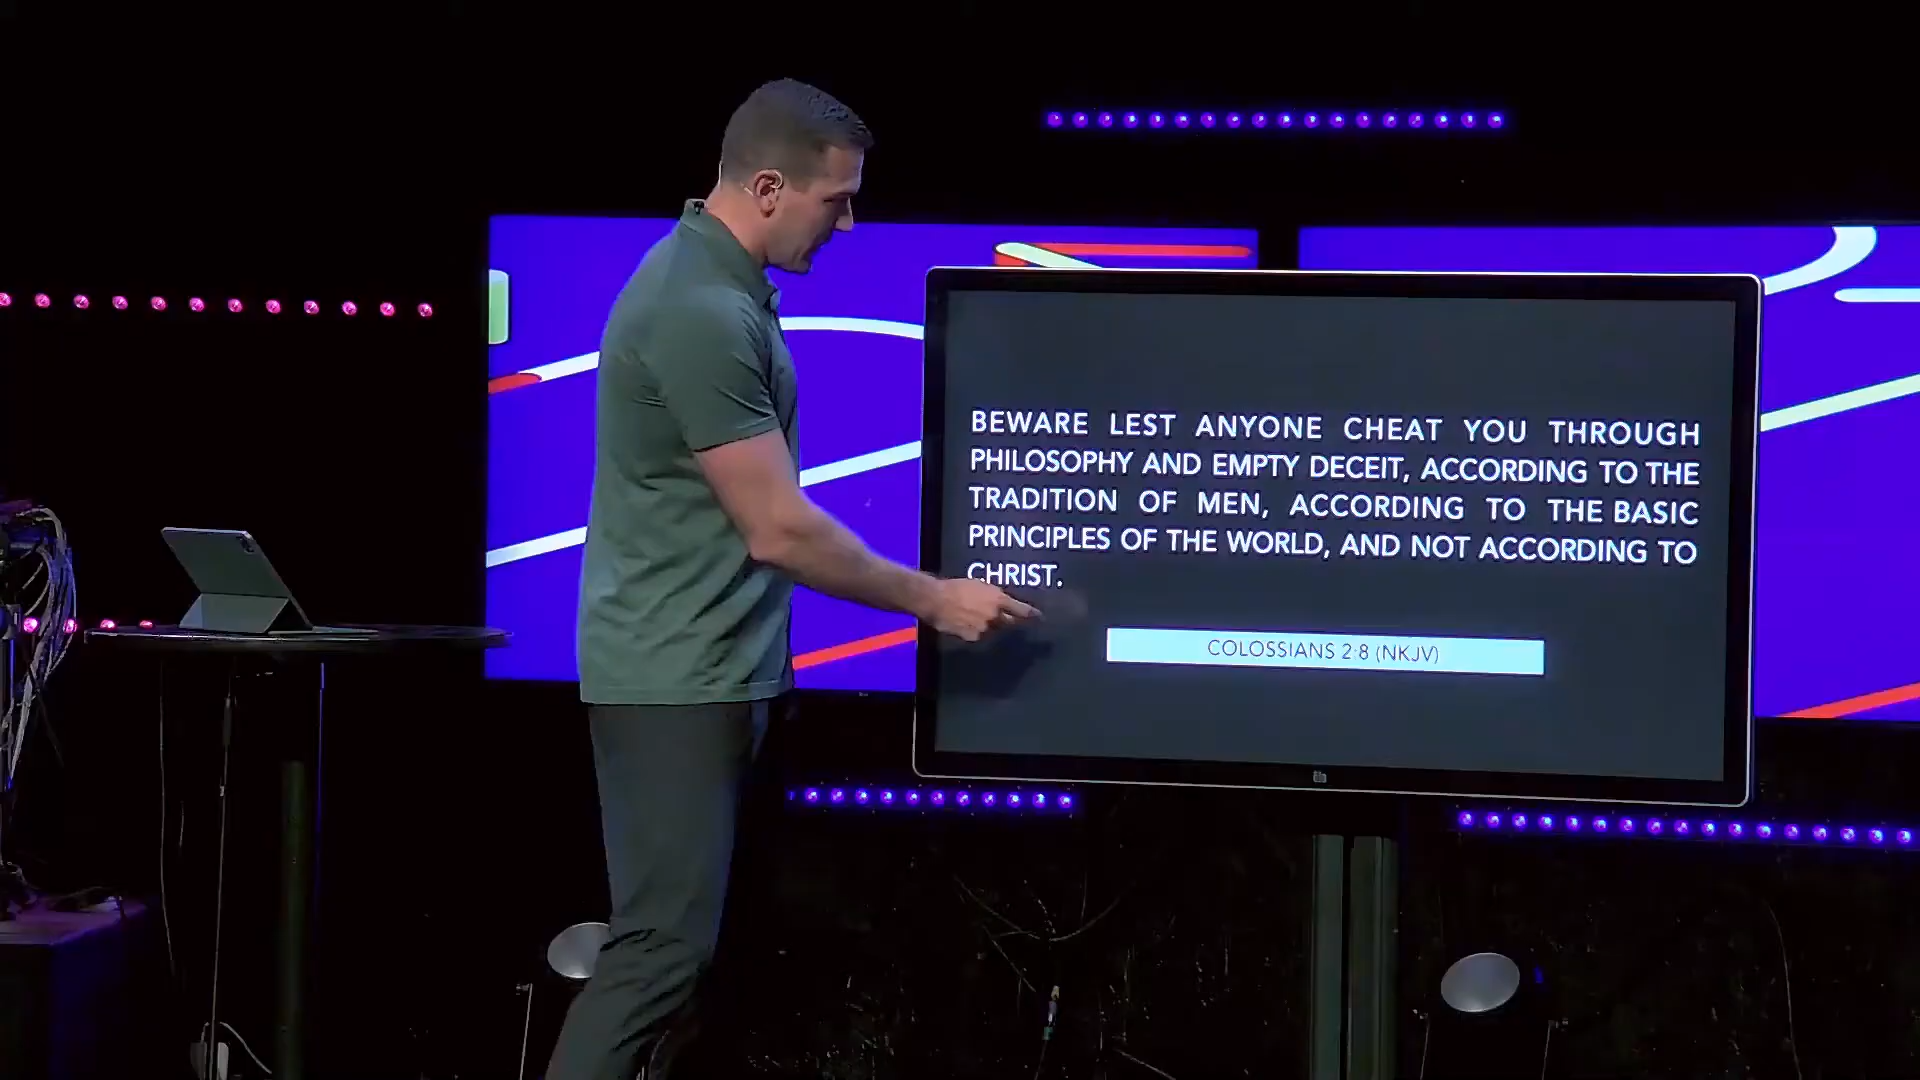 BEWARE LEST ANYONE CHEAT YOU THROUGH
PHILOSOPHY AND EMPTY DECEIT, ACCORDING TO THE
TRADITION OF MEN, ACCORDING TO THE BASIC
PRINCIPLES OF THE WORLD, AND NOT ACCORDING TO
CHRIST.
COLOSSIANS 2:8 (NKJV)